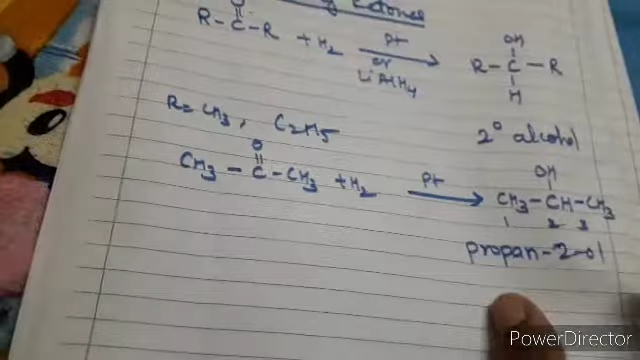 Ketones
O
R-C-R + H2 Pt or LiAlH4 R-C-R
OH
H
R= CH3, C2H5
2° alcohol
O
CH3-C-CH3 + H2 Pt CH3-CH-CH3
OH
1 2 3
propan-2-ol
PowerDirector